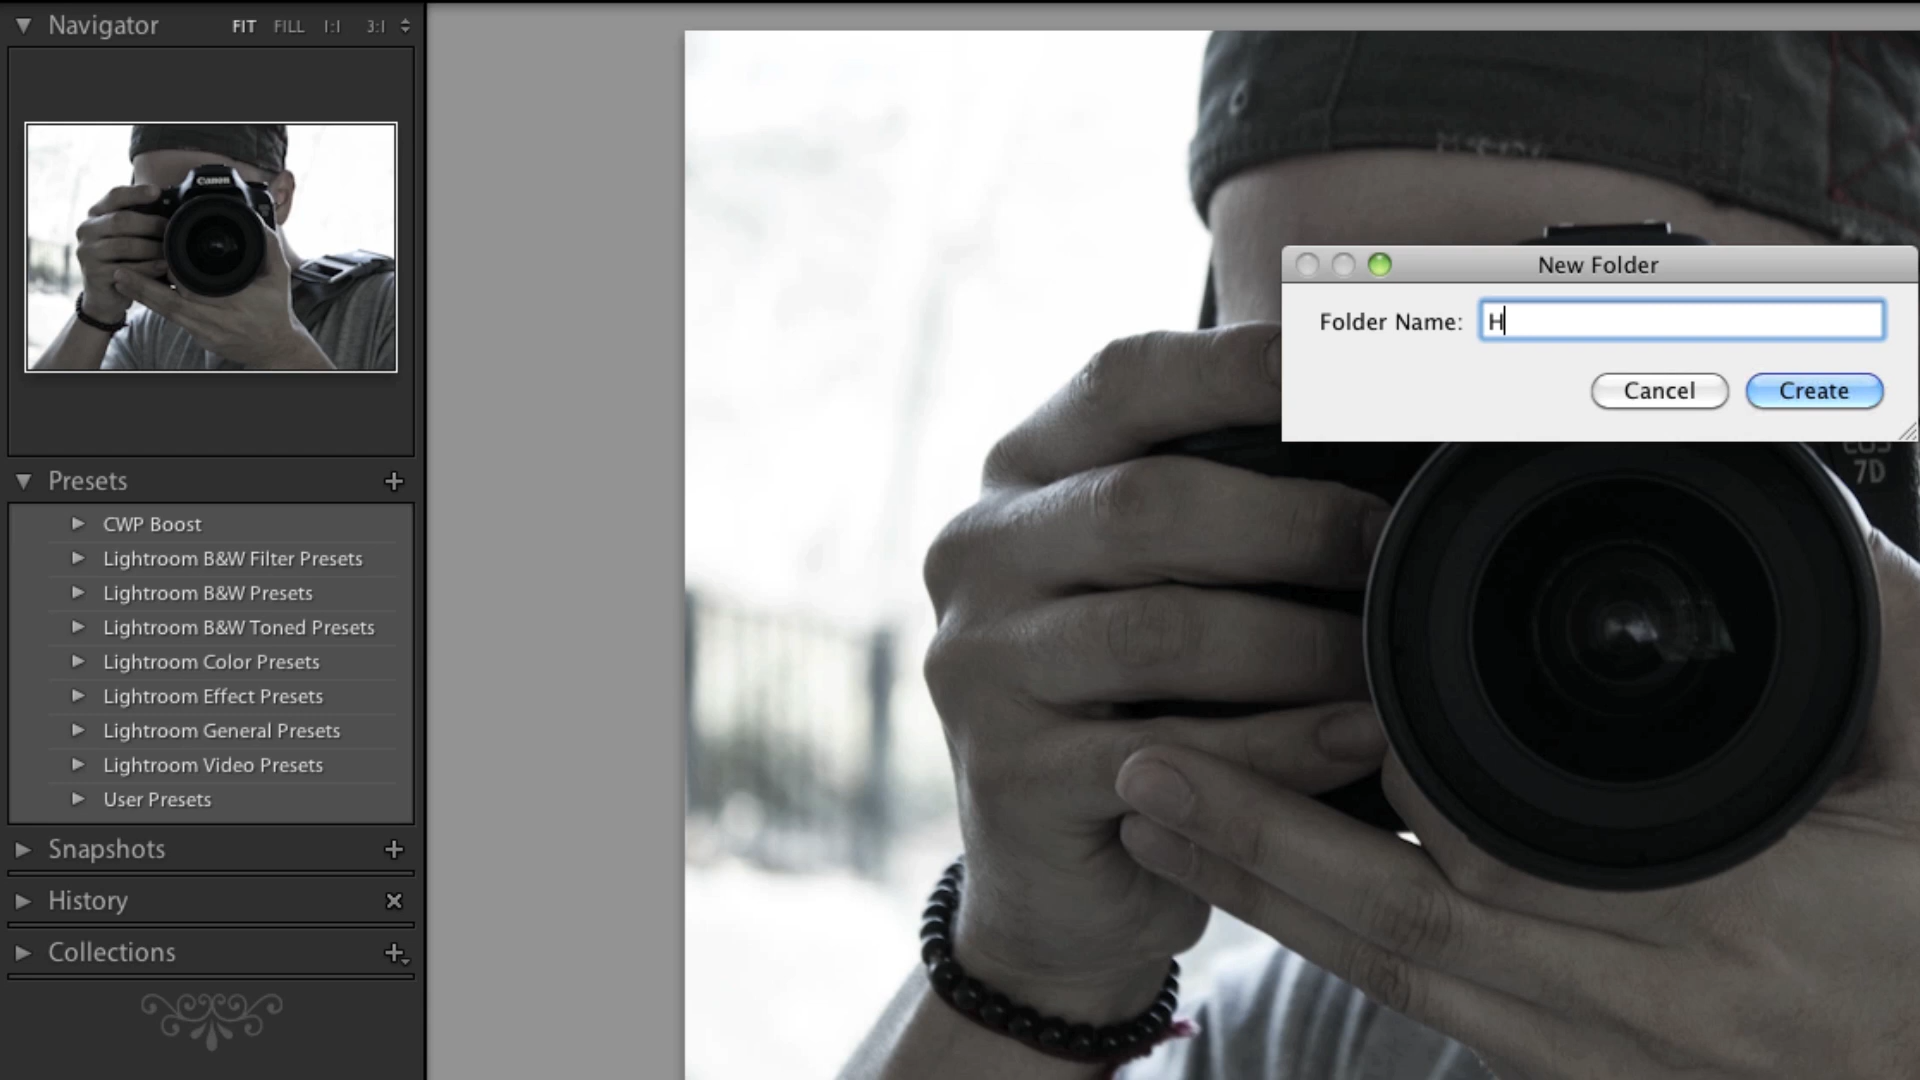 Navigator FIT FILL 1:1 3:1
Canon
Presets
CWP Boost
Lightroom B&W Filter Presets
Lightroom B&W Presets
Lightroom B&W Toned Presets
Lightroom Color Presets
Lightroom Effect Presets
Lightroom General Presets
Lightroom Video Presets
User Presets
Snapshots
History
Collections
New Folder
Folder Name: H
Cancel Create
EOS
7D